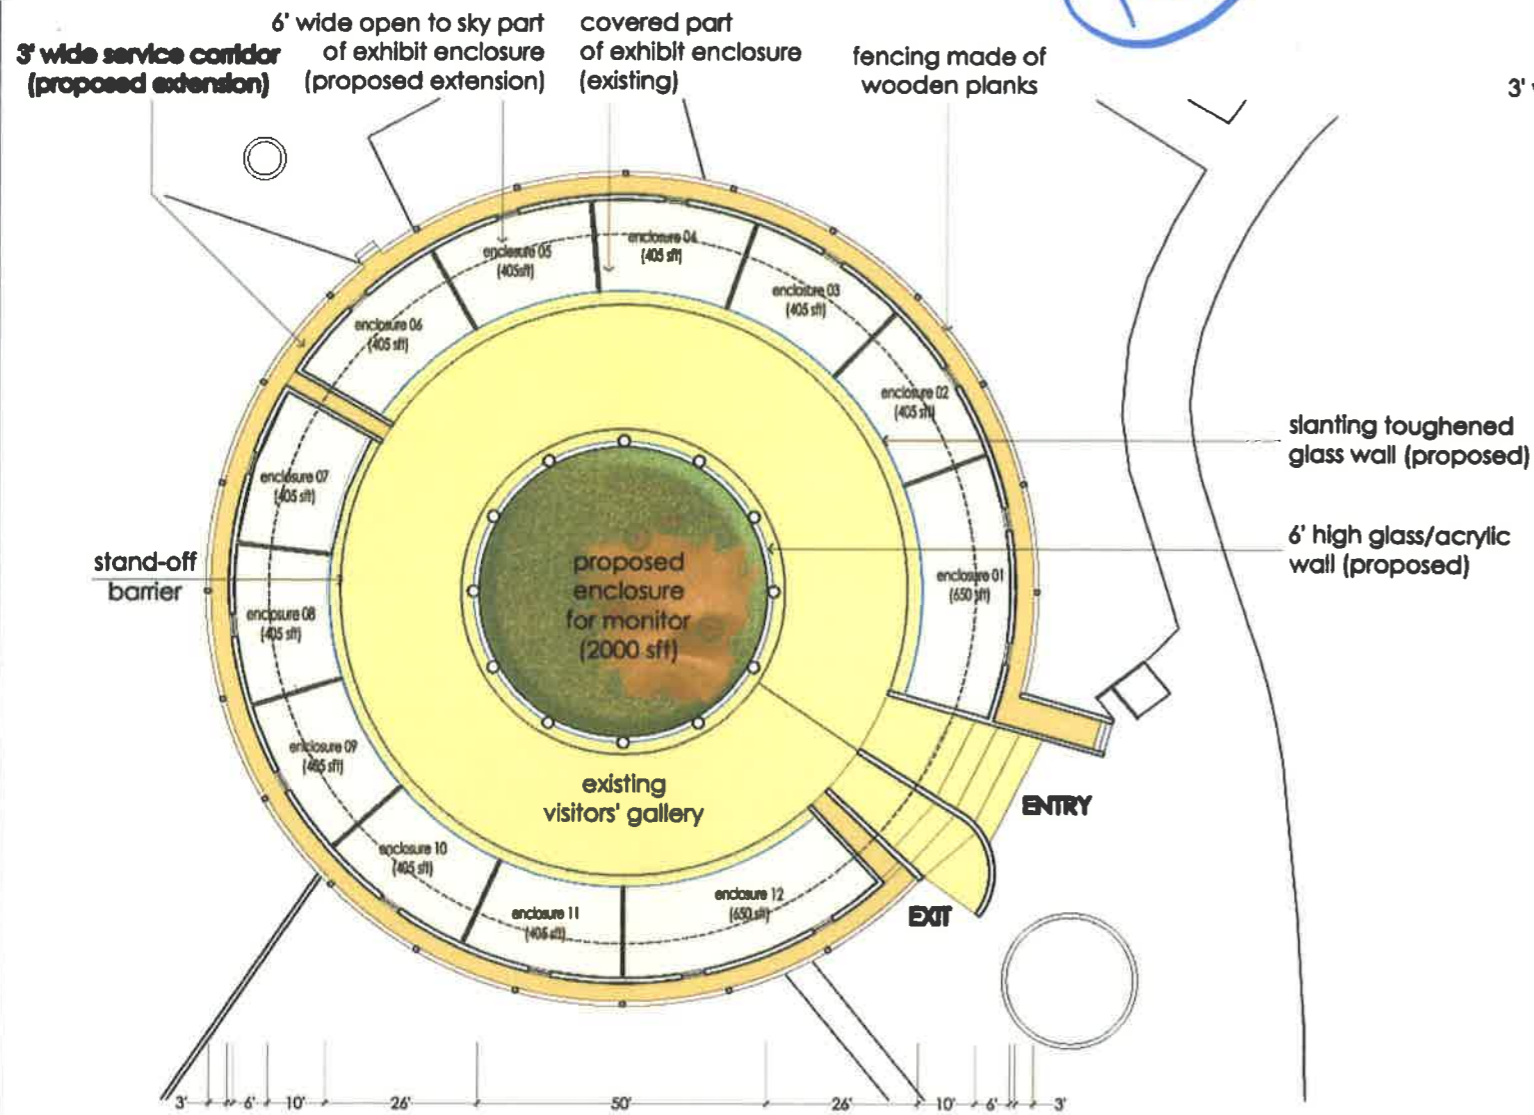 3' wide service corridor
(proposed extension)
6' wide open to sky part
of exhibit enclosure
(proposed extension)
covered part
of exhibit enclosure
(existing)
fencing made of
wooden planks
3'
enclosure 05
(405sft)
enclosure 04
(405 sft)
enclosure 03
(405 sft)
enclosure 06
(405 sft)
enclosure 02
(405 sft)
slanting toughened
glass wall (proposed)
enclosure 07
(405 sft)
6' high glass/acrylic
wall (proposed)
stand-off
barrier
proposed
enclosure
for monitor
(2000 sft)
enclosure 01
(650 sft)
enclosure 08
(405 sft)
enclosure 09
(405 sft)
existing
visitors' gallery
ENTRY
enclosure 10
(405 sft)
enclosure 12
(650 sft)
enclosure 11
(405 sft)
EXIT
3' 6' 10' 26' 50' 26' 10' 6' 3'